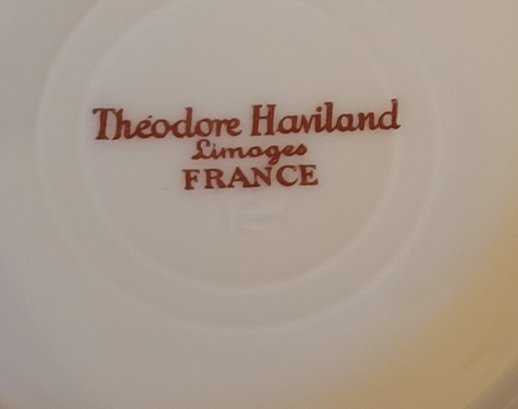 Théodore Haviland
Limoges
FRANCE